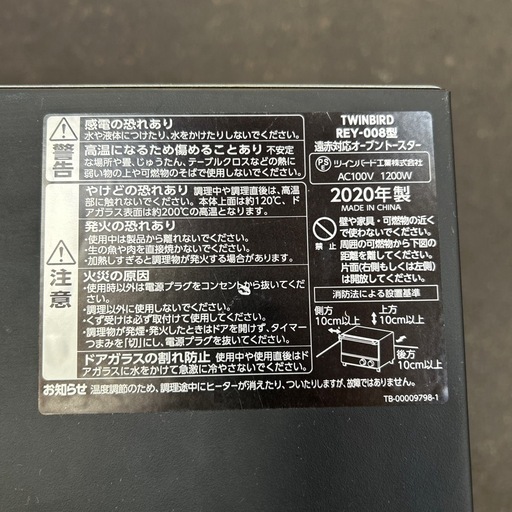 警告
感電の恐れあり
水や液体につけたり、水をかけたりしないでください。
高温になるため傷めることあり 不安定
な場所や畳、じゅうたん、テーブルクロスなどの熱に
弱いもの上や可燃物のそばで使用しないでください。
注意
やけどの恐れあり 調理中や調理直後は、高温
部に触れないでください。本体上面は約120℃、ド
アガラス表面は約200℃の高温となります。
発火の恐れあり
・使用中は製品から離れないでください。
・生の魚や肉を直接焼かないでください。
・加熱しすぎると調理物が発火する場合があります。
火災の原因
・使用時以外は電源プラグをコンセントから抜いてくだ
さい。
・調理以外に使用しないでください。
・くず受けは必ず取り付けて使用してください。
・調理物が発煙・発火したときはドアを開けず、タイマー
つまみを「切」にし、電源プラグを抜いてください。
ドアガラスの割れ防止 使用中や使用直後はド
アガラスに水をかけて急激に冷やさないでください。
お知らせ 温度調節のため、調理途中にヒーターが消えたり、ついたりしますが、故障ではありません。
TWINBIRD
REY-008型
遠赤対応オーブントースター
PS E ツインバード工業株式会社
AC100V 1200W
2020年製
MADE IN CHINA
禁止
壁や家具・可燃物の近く
で使わないでください。
周囲の可燃物から下図の
距離を離してください。
片面(右側もしくは左側)
は開放してください。
消防法による設置基準
側方
10cm以上
上方
10cm以上
後方
10cm以上
TB-00009798-1